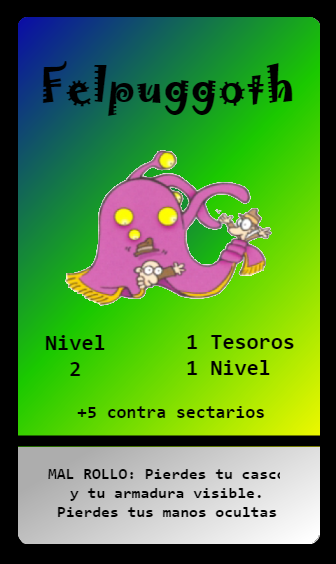 Felpuggoth
Nivel 1 Tesoros
2 1 Nivel
+5 contra sectarios
MAL ROLLO: Pierdes tu casc
y tu armadura visible.
Pierdes tus manos ocultas